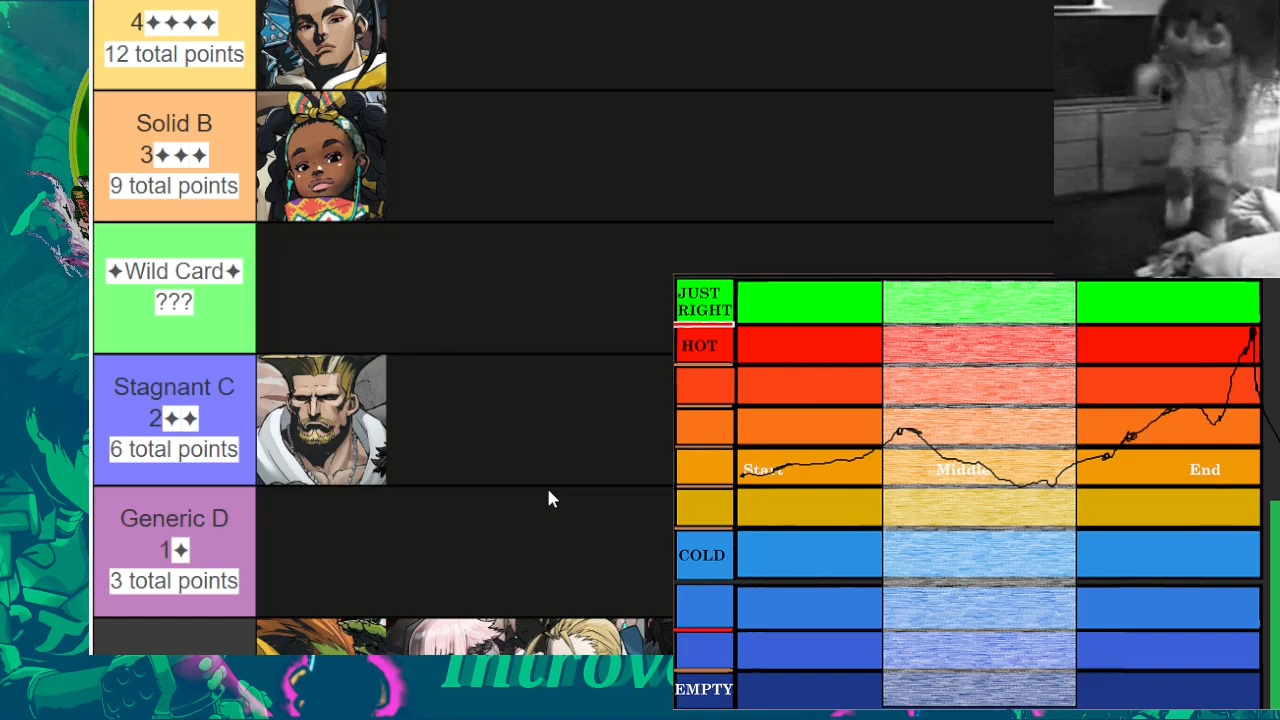 4✦✦✦✦
12 total points
Solid B
3✦✦✦
9 total points
✦Wild Card✦
???
Stagnant C
2✦✦
6 total points
Generic D
1✦
3 total points
JUST
RIGHT
HOT
Start
Middle
End
COLD
EMPTY
Introve